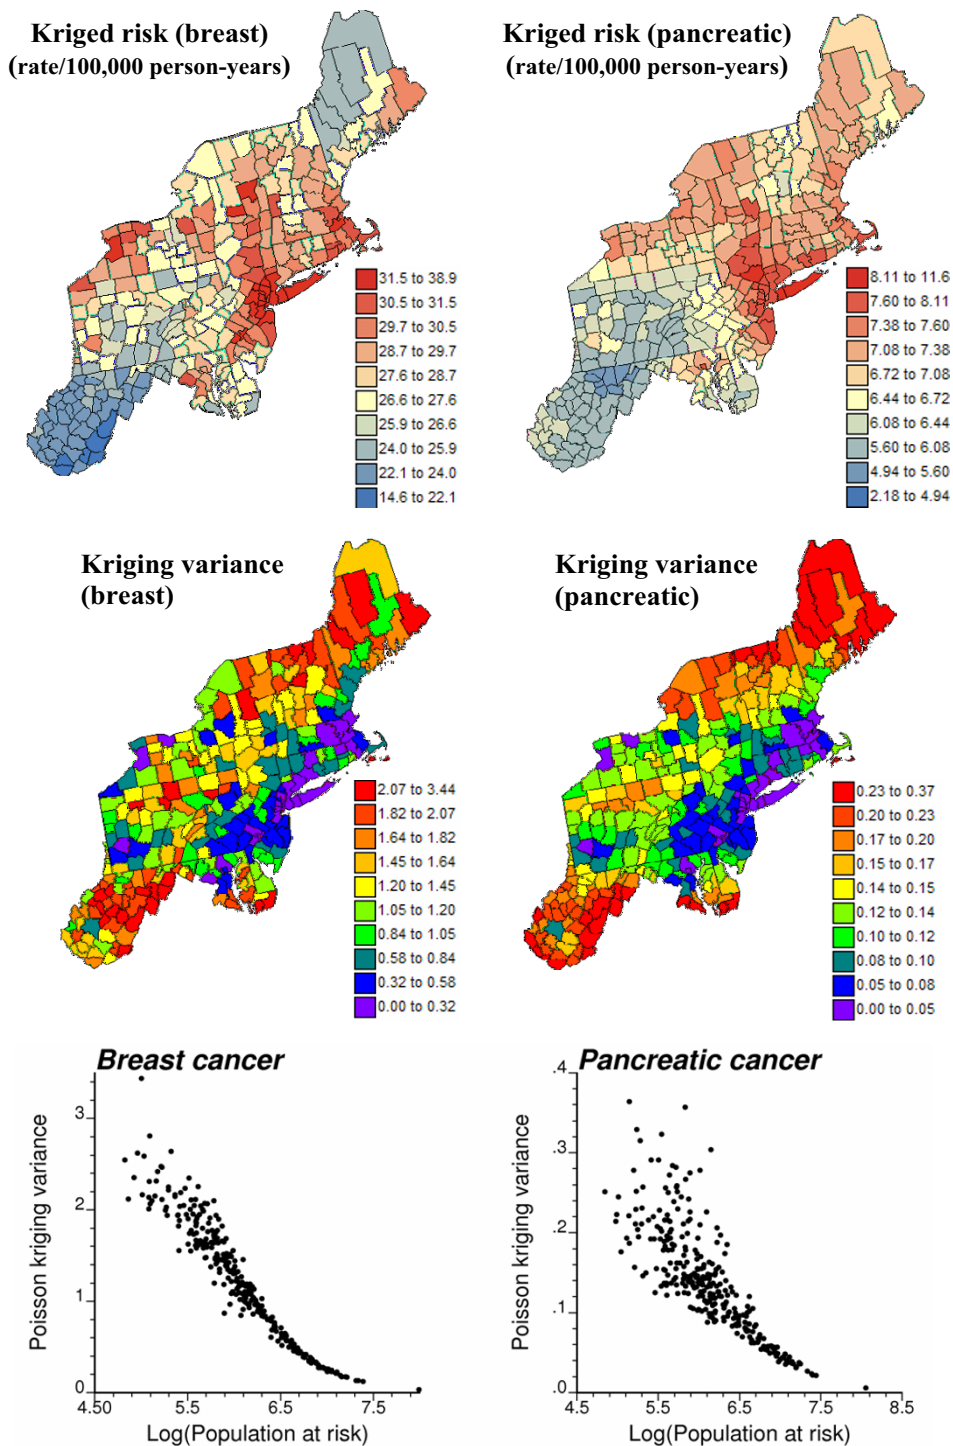 Kriged risk (breast)
(rate/100,000 person-years)
Kriged risk (pancreatic)
(rate/100,000 person-years)
31.5 to 38.9
30.5 to 31.5
29.7 to 30.5
28.7 to 29.7
27.6 to 28.7
26.6 to 27.6
25.9 to 26.6
24.0 to 25.9
22.1 to 24.0
14.6 to 22.1
8.11 to 11.6
7.60 to 8.11
7.38 to 7.60
7.08 to 7.38
6.72 to 7.08
6.44 to 6.72
6.08 to 6.44
5.60 to 6.08
4.94 to 5.60
2.18 to 4.94
Kriging variance
(breast)
Kriging variance
(pancreatic)
2.07 to 3.44
1.82 to 2.07
1.64 to 1.82
1.45 to 1.64
1.20 to 1.45
1.05 to 1.20
0.84 to 1.05
0.58 to 0.84
0.32 to 0.58
0.00 to 0.32
0.23 to 0.37
0.20 to 0.23
0.17 to 0.20
0.15 to 0.17
0.14 to 0.15
0.12 to 0.14
0.10 to 0.12
0.08 to 0.10
0.05 to 0.08
0.00 to 0.05
Breast cancer
Poisson kriging variance
3
2
1
0
4.50 5.5 6.5 7.5
Log(Population at risk)
Pancreatic cancer
Poisson kriging variance
.4
.3
.2
.1
.0
4.5 5.5 6.5 7.5 8.5
Log(Population at risk)